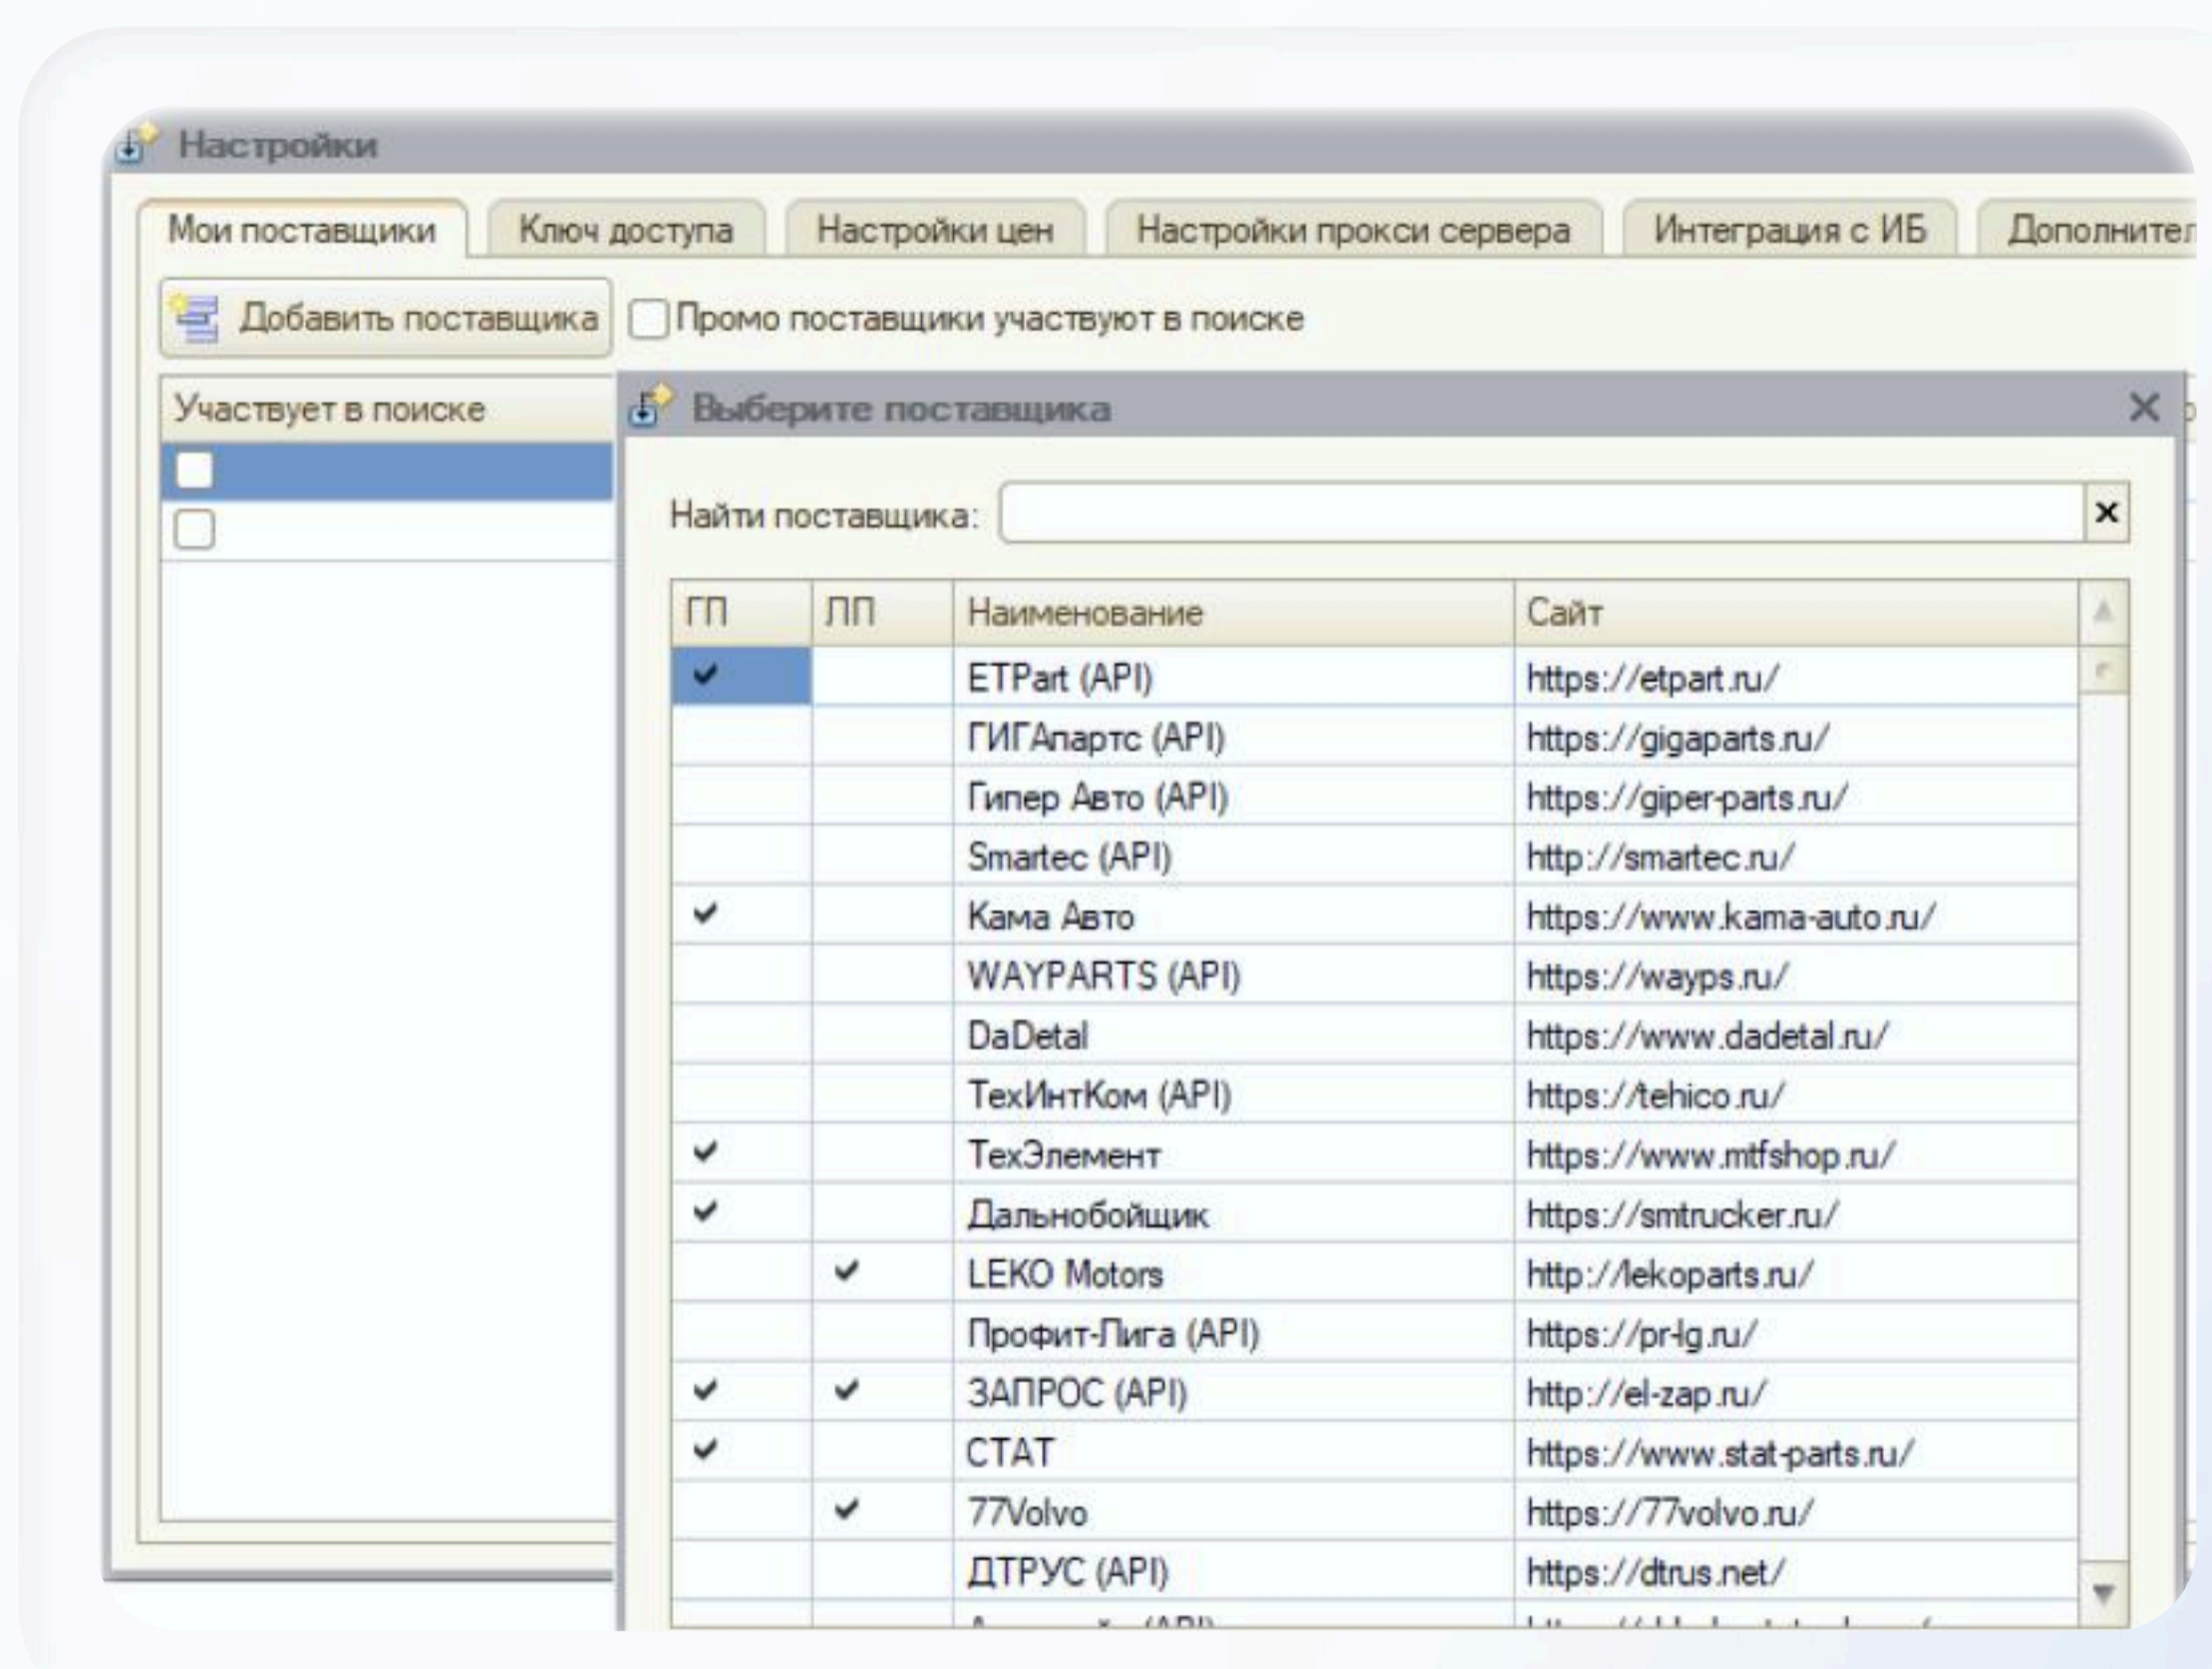 Настройки
Мои поставщики Ключ доступа Настройки цен Настройки прокси сервера Интеграция с ИБ
Добавить поставщика Промо поставщики участвуют в поиске
Участвует в поиске
Выберите поставщика
Найти поставщика:
ГП ЛП Наименование Сайт
ETPart (API) https://etpart.ru/
ГИГАпартс (API) https://gigaparts.ru/
Гипер Авто (API) https://giper-parts.ru/
Smartec (API) http://smartec.ru/
Кама Авто https://www.kama-auto.ru/
WAYPARTS (API) https://wayps.ru/
DaDetal https://www.dadetal.ru/
ТехИнтКом (API) https://tehico.ru/
ТехЭлемент https://www.mtfshop.ru/
Дальнобойщик https://smtrucker.ru/
LEKO Motors http://lekoparts.ru/
Профит-Лига (API) https://pr-lg.ru/
ЗАПРОС (API) http://el-zap.ru/
СТАТ https://www.stat-parts.ru/
77Volvo https://77volvo.ru/
ДТРУС (API) https://dtrus.net/